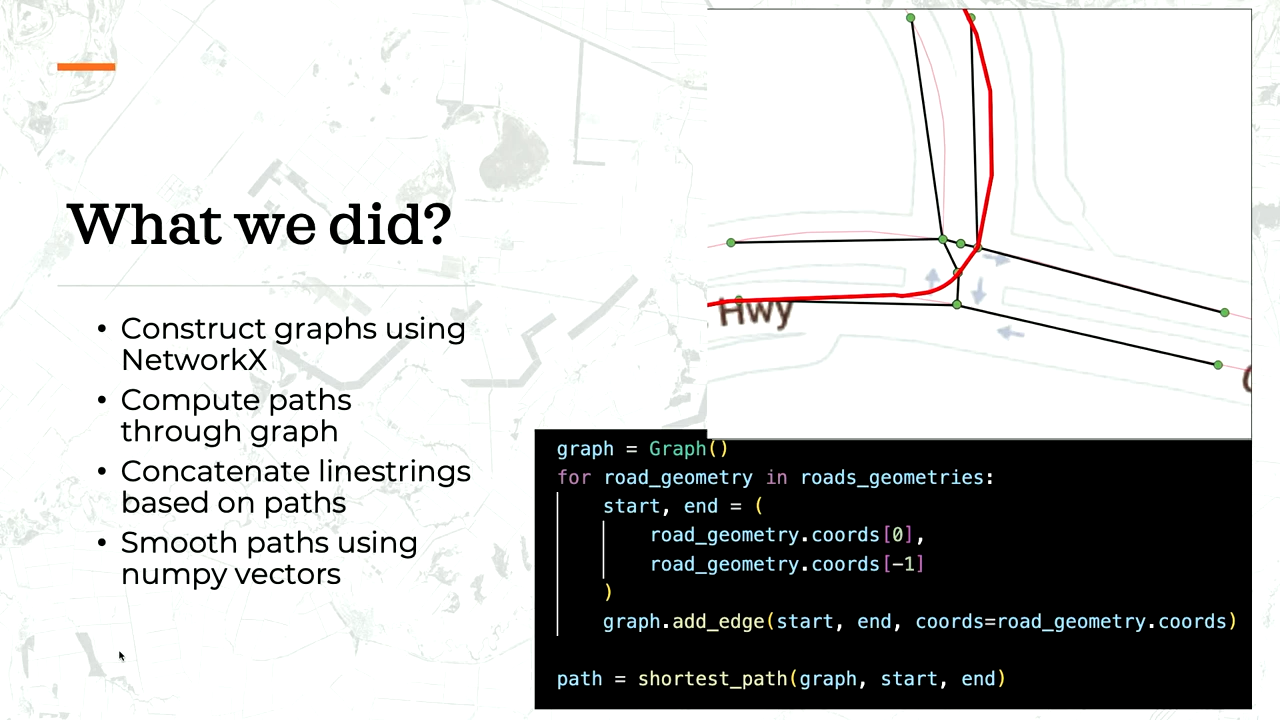 What we did?
• Construct graphs using
NetworkX
• Compute paths
through graph
• Concatenate linestrings
based on paths
• Smooth paths using
numpy vectors
Hwy
graph = Graph()
for road_geometry in roads_geometries:
start, end = (
road_geometry.coords[0],
road_geometry.coords[-1]
)
graph.add_edge(start, end, coords=road_geometry.coords)
path = shortest_path(graph, start, end)